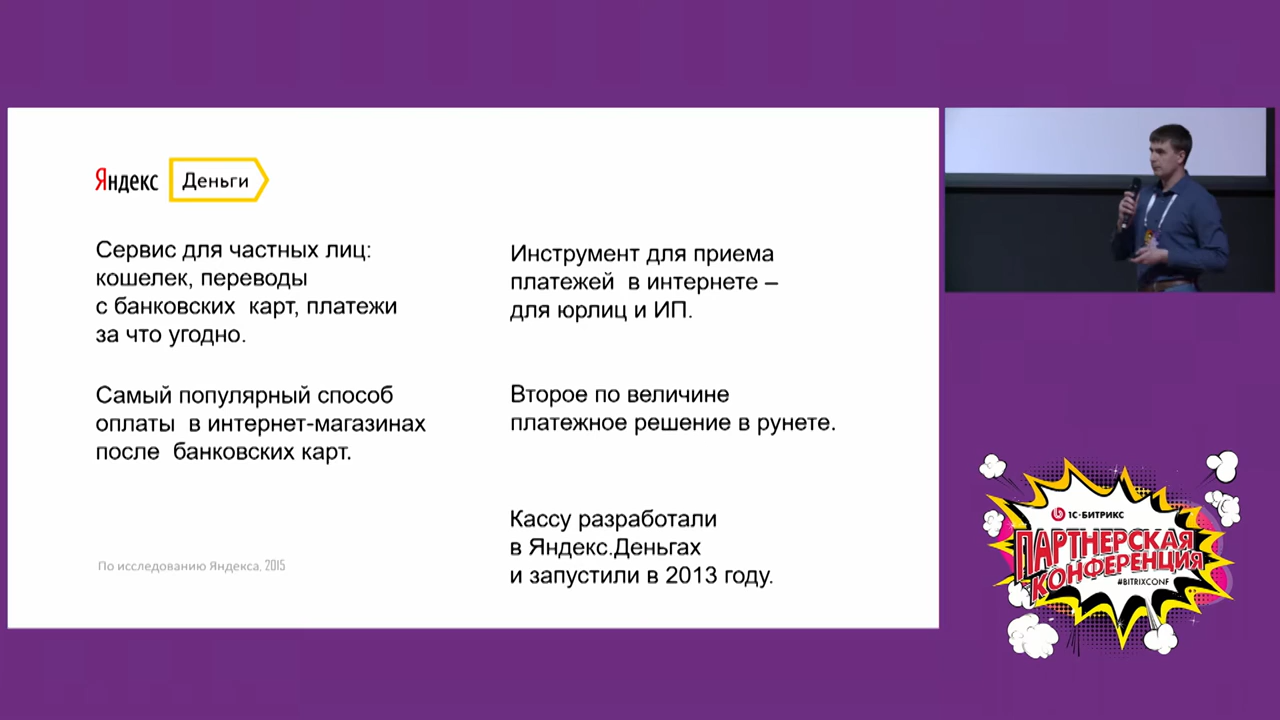 Яндекс Деньги
Сервис для частных лиц:
кошелек, переводы
с банковских карт, платежи
за что угодно.
Самый популярный способ
оплаты в интернет-магазинах
после банковских карт.
По исследованию Яндекса, 2015
Инструмент для приема
платежей в интернете –
для юрлиц и ИП.
Второе по величине
платежное решение в рунете.
Кассу разработали
в Яндекс.Деньгах
и запустили в 2013 году.
1С-БИТРИКС
ПАРТНЕРСКАЯ
КОНФЕРЕНЦИЯ
#BITRIXCONF